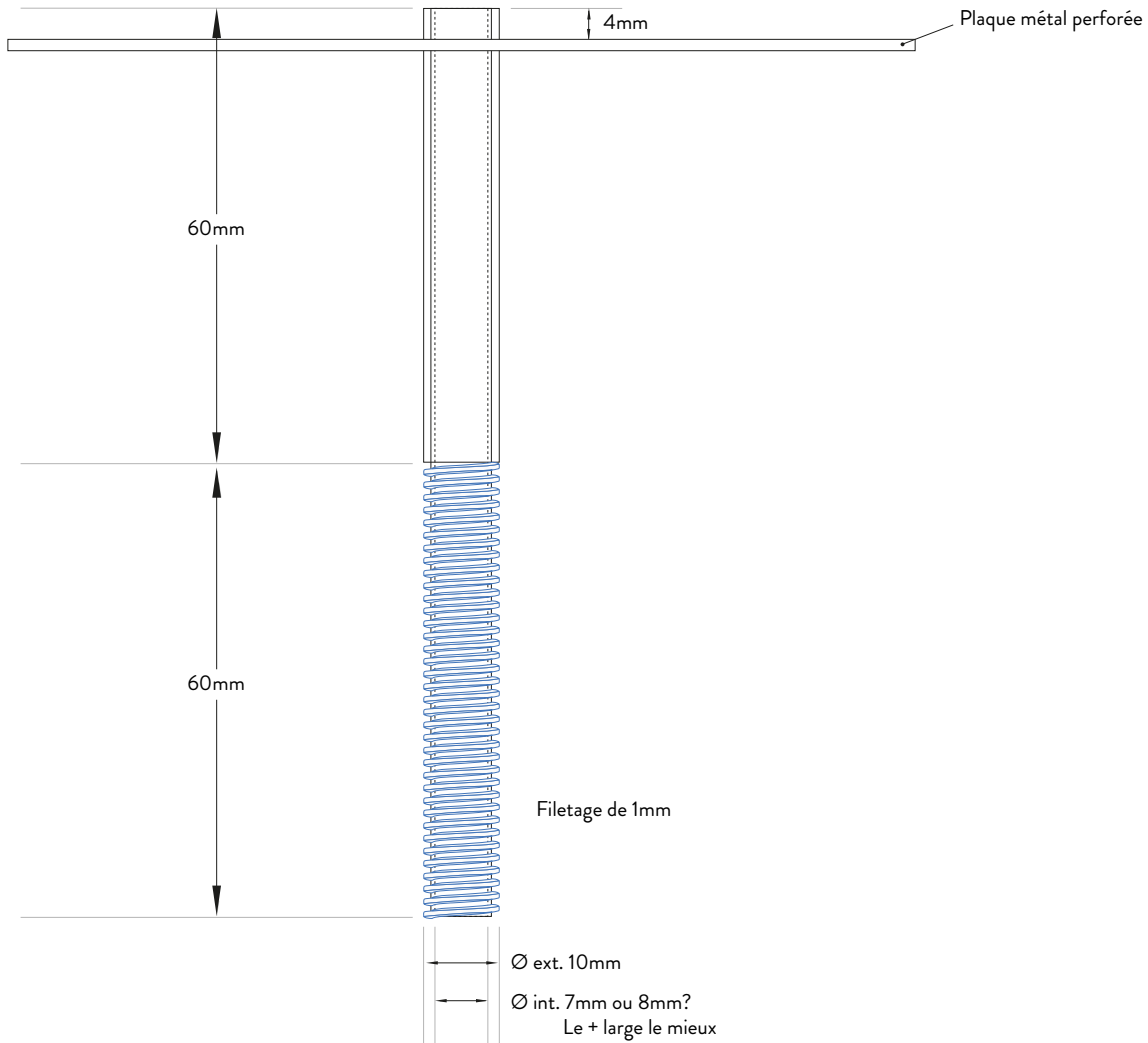 Plaque métal perforée
4mm
60mm
60mm
Filetage de 1mm
Ø ext. 10mm
Ø int. 7mm ou 8mm?
Le + large le mieux